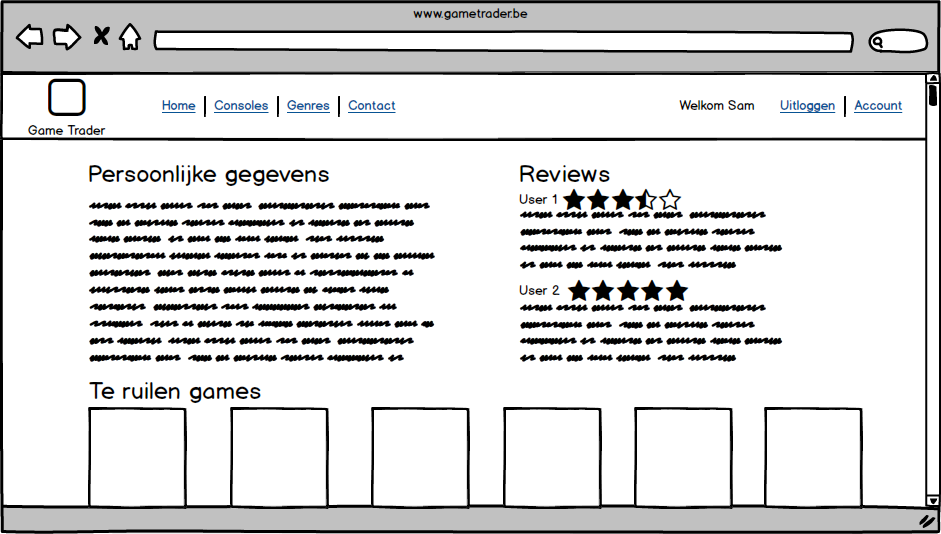 www.gametrader.be
Home Consoles Genres Contact
Welkom Sam Uitloggen Account
Game Trader
Persoonlijke gegevens
Reviews
User 1
User 2
Te ruilen games